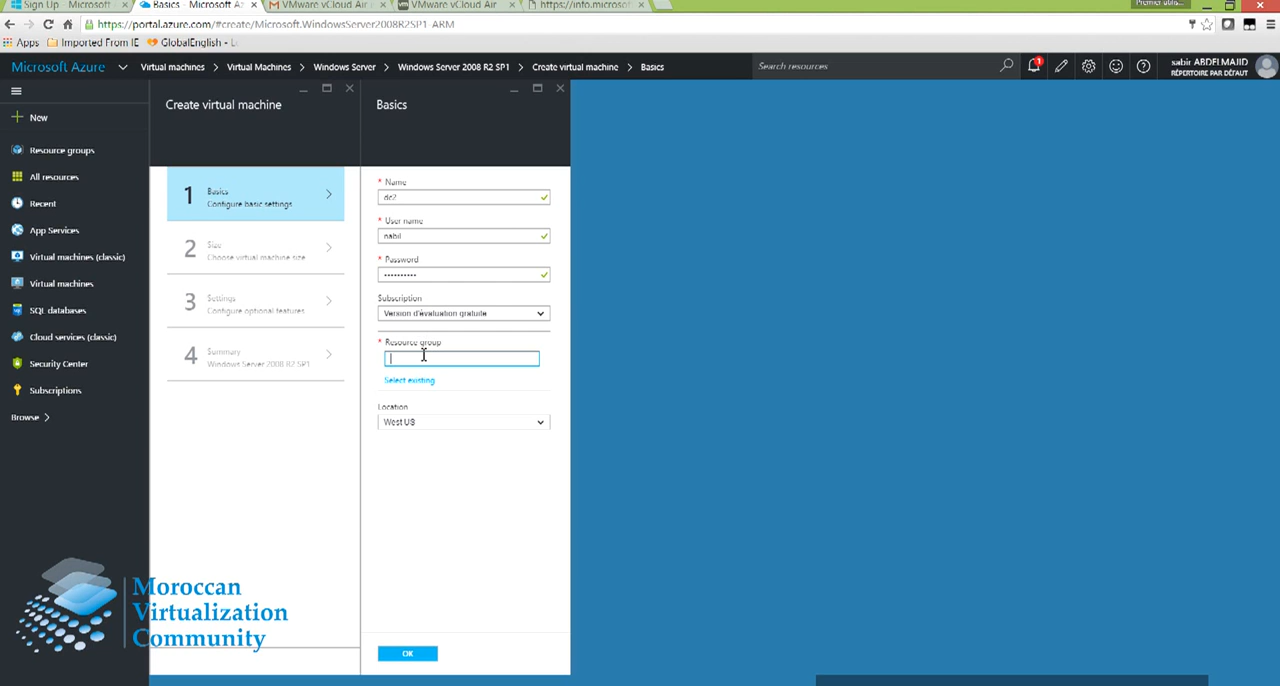 Sign Up - Microsoft
Basics - Microsoft Az
VMware vCloud Air
VMware vCloud Air
https://info.microsof
https://portal.azure.com/#create/Microsoft.WindowsServer2008R2SP1-ARM
Apps
Imported From IE
GlobalEnglish - L
Microsoft Azure
Virtual machines > Virtual Machines > Windows Server > Windows Server 2008 R2 SP1 > Create virtual machine > Basics
Search resources
1
sabir ABDELMAJID
RÉPERTOIRE PAR DÉFAUT
New
Resource groups
All resources
Recent
App Services
Virtual machines (classic)
Virtual machines
SQL databases
Cloud services (classic)
Security Center
Subscriptions
Browse >
Create virtual machine
1
Basics
Configure basic settings
2
Size
Choose virtual machine size
3
Settings
Configure optional features
4
Summary
Windows Server 2008 R2 SP1
Basics
* Name
dc2
* User name
nabil
* Password
••••••••••
Subscription
Version d'évaluation gratuite
* Resource group
Select existing
Location
West US
OK
Moroccan
Virtualization
Community